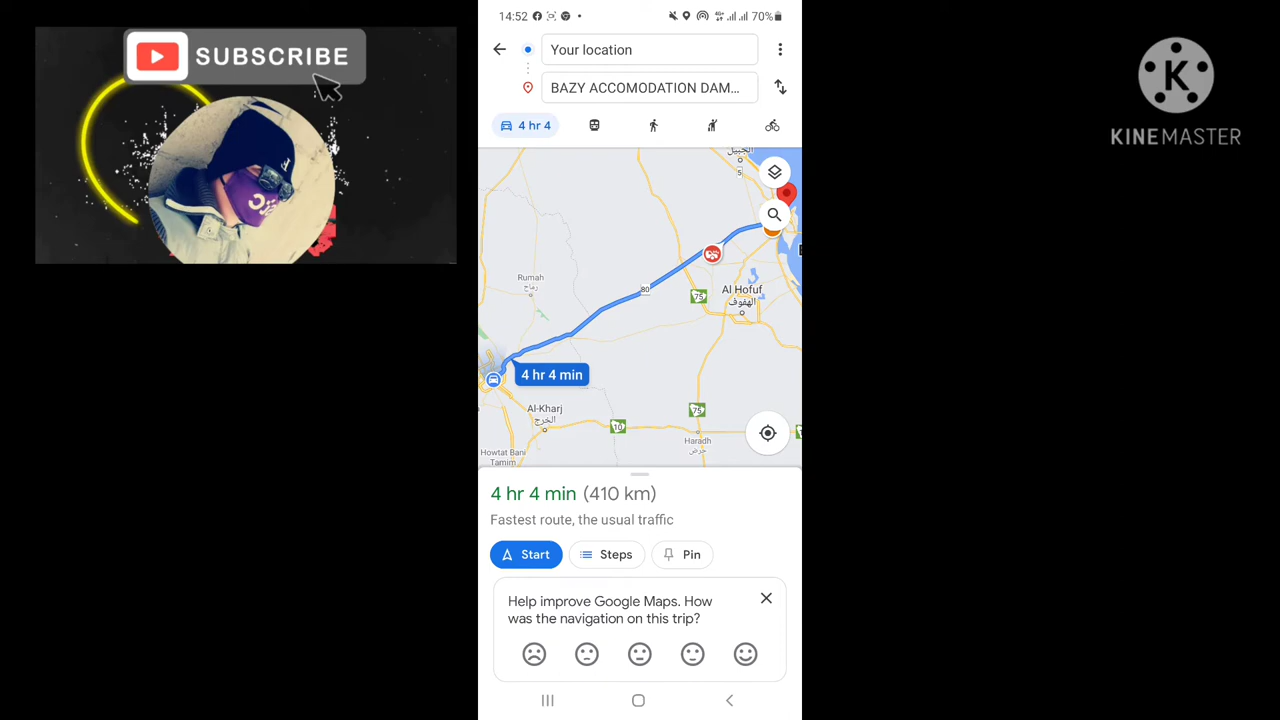 SUBSCRIBE
14:52
70%
Your location
BAZY ACCOMODATION DAM...
4 hr 4
الجبيل
5
Rumah
رماح
80
75
Al Hofuf
الهفوف
4 hr 4 min
Al-Kharj
الخرج
75
10
Haradh
حرض
Howtat Bani
Tamim
4 hr 4 min (410 km)
Fastest route, the usual traffic
Start
Steps
Pin
Help improve Google Maps. How
was the navigation on this trip?
K
KINEMASTER